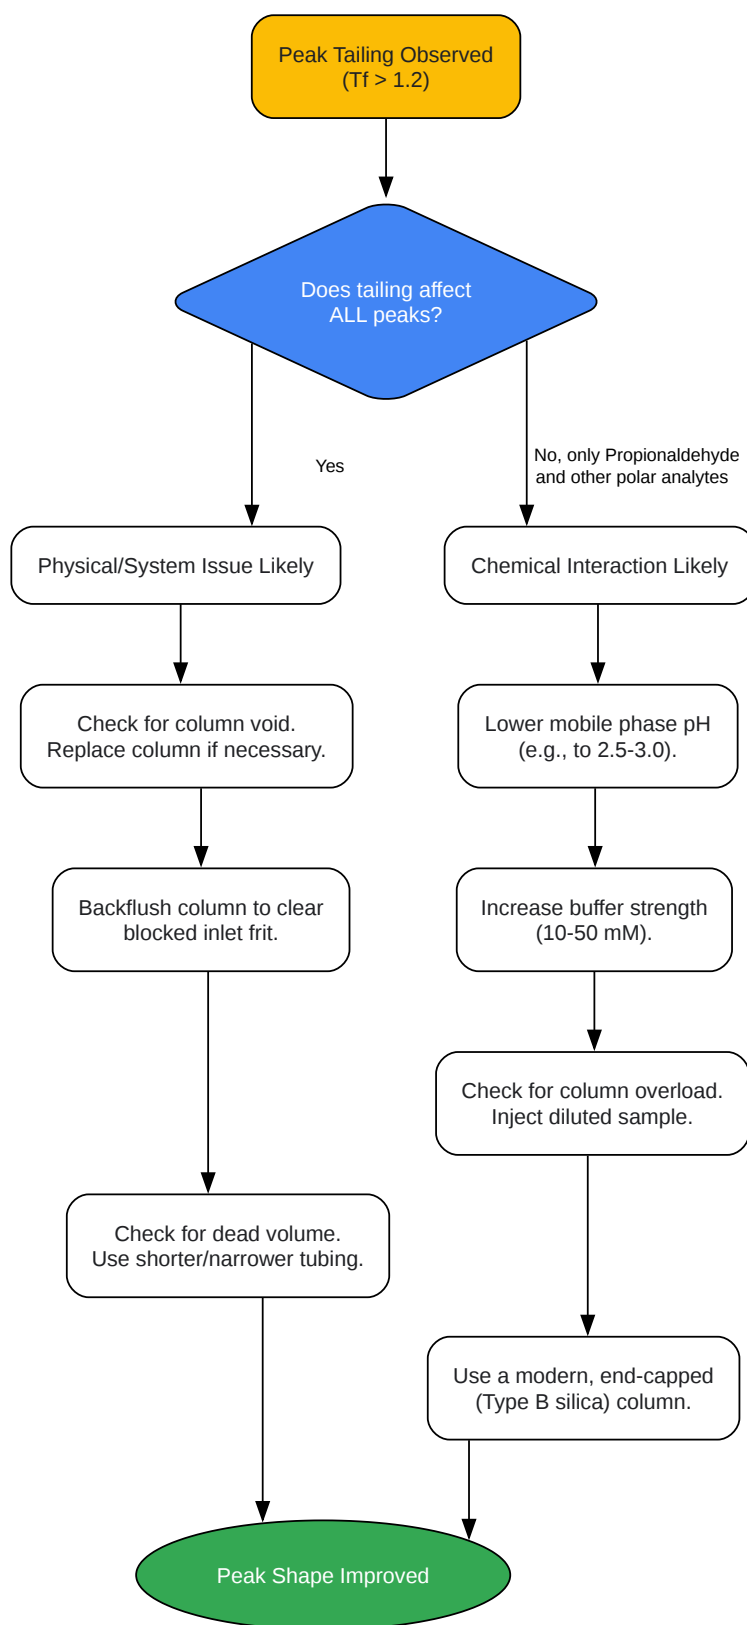 Peak Tailing Observed
(Tf > 1.2)
Does tailing affect
ALL peaks?
Yes
No, only Propionaldehyde
and other polar analytes
Physical/System Issue Likely
Chemical Interaction Likely
Check for column void.
Replace column if necessary.
Lower mobile phase pH
(e.g., to 2.5-3.0).
Backflush column to clear
blocked inlet frit.
Increase buffer strength
(10-50 mM).
Check for column overload.
Inject diluted sample.
Check for dead volume.
Use shorter/narrower tubing.
Use a modern, end-capped
(Type B silica) column.
Peak Shape Improved